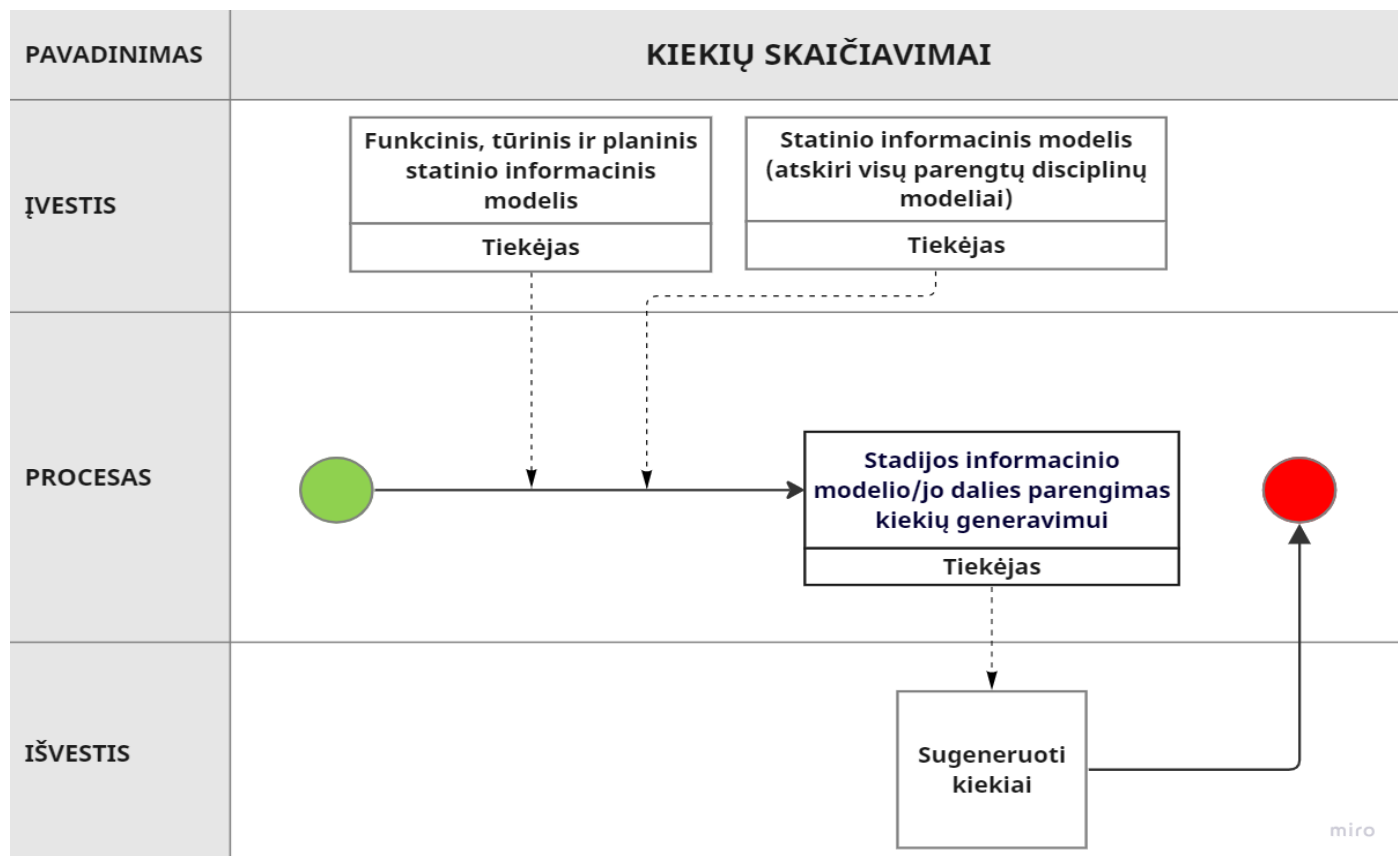 PAVADINIMAS
KIEKIŲ SKAIČIAVIMAI
ĮVESTIS
Funkcinis, tūrinis ir planinis
statinio informacinis
modelis
Tiekėjas
Statinio informacinis modelis
(atskiri visų parengtų disciplinų
modeliai)
Tiekėjas
PROCESAS
Stadijos informacinio
modelio/jo dalies parengimas
kiekių generavimui
Tiekėjas
IŠVESTIS
Sugeneruoti
kiekiai
miro